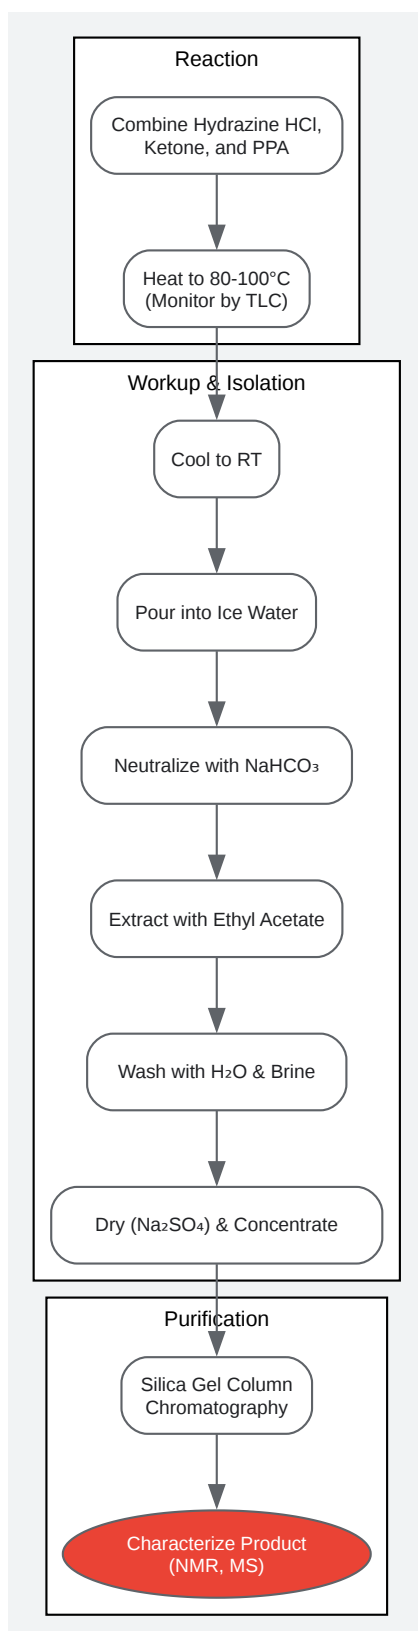 Reaction
Combine Hydrazine HCl,
Ketone, and PPA
Heat to 80-100°C
(Monitor by TLC)
Workup & Isolation
Cool to RT
Pour into Ice Water
Neutralize with NaHCO₃
Extract with Ethyl Acetate
Wash with H₂O & Brine
Dry (Na₂SO₄) & Concentrate
Purification
Silica Gel Column
Chromatography
Characterize Product
(NMR, MS)